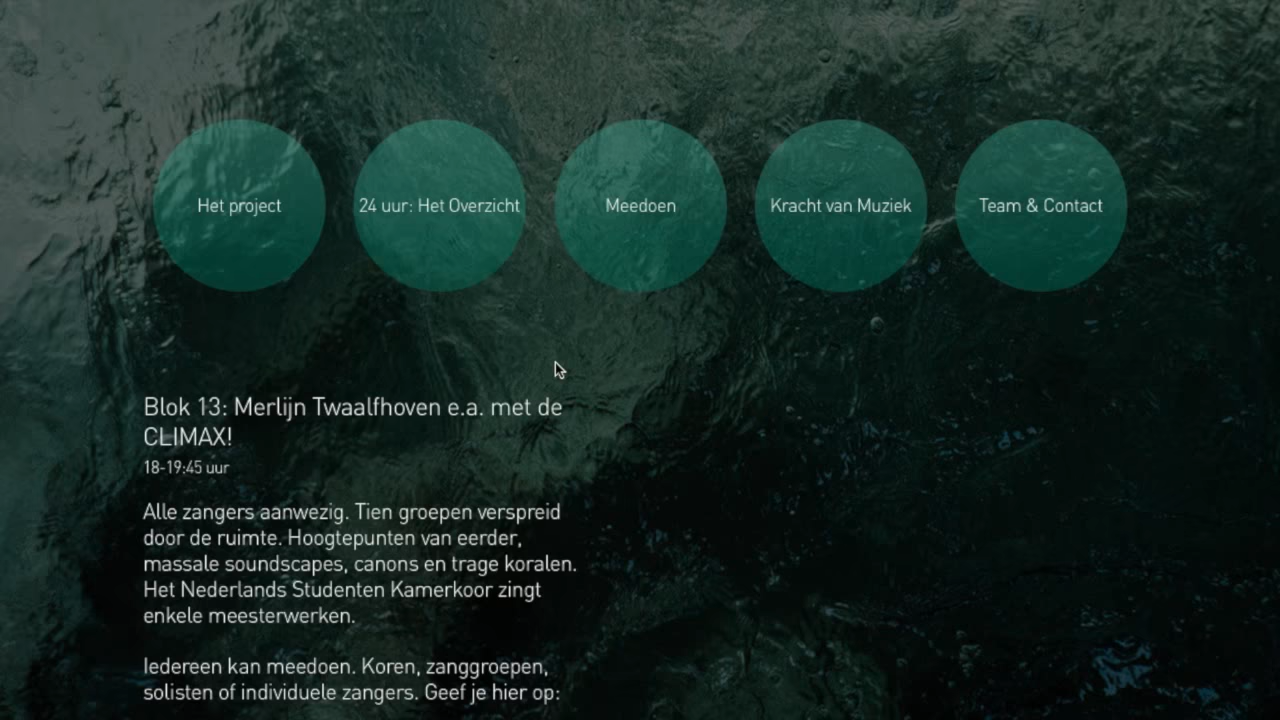 Het project
24 uur: Het Overzicht
Meedoen
Kracht van Muziek
Team & Contact
Blok 13: Merlijn Twaalfhoven e.a. met de
CLIMAX!
18-19:45 uur
Alle zangers aanwezig. Tien groepen verspreid
door de ruimte. Hoogtepunten van eerder,
massale soundscapes, canons en trage koralen.
Het Nederlands Studenten Kamerkoor zingt
enkele meesterwerken.
Iedereen kan meedoen. Koren, zanggroepen,
solisten of individuele zangers. Geef je hier op: